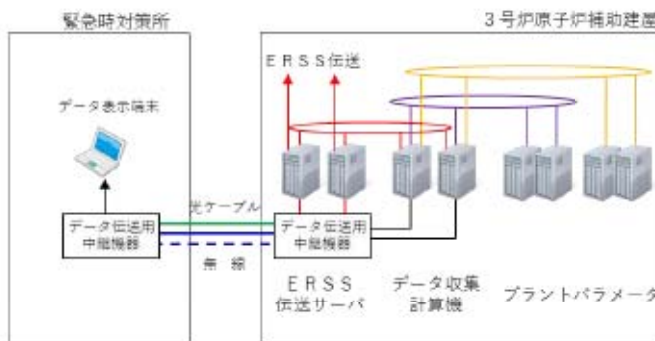 緊急時対策所
3号炉原子炉補助建屋
ERSS伝送
データ表示端末
光ケーブル
データ伝送用
中継機器
データ伝送用
中継機器
無 線
ERSS
伝送サーバ
データ収集
計算機
プラントパラメータ